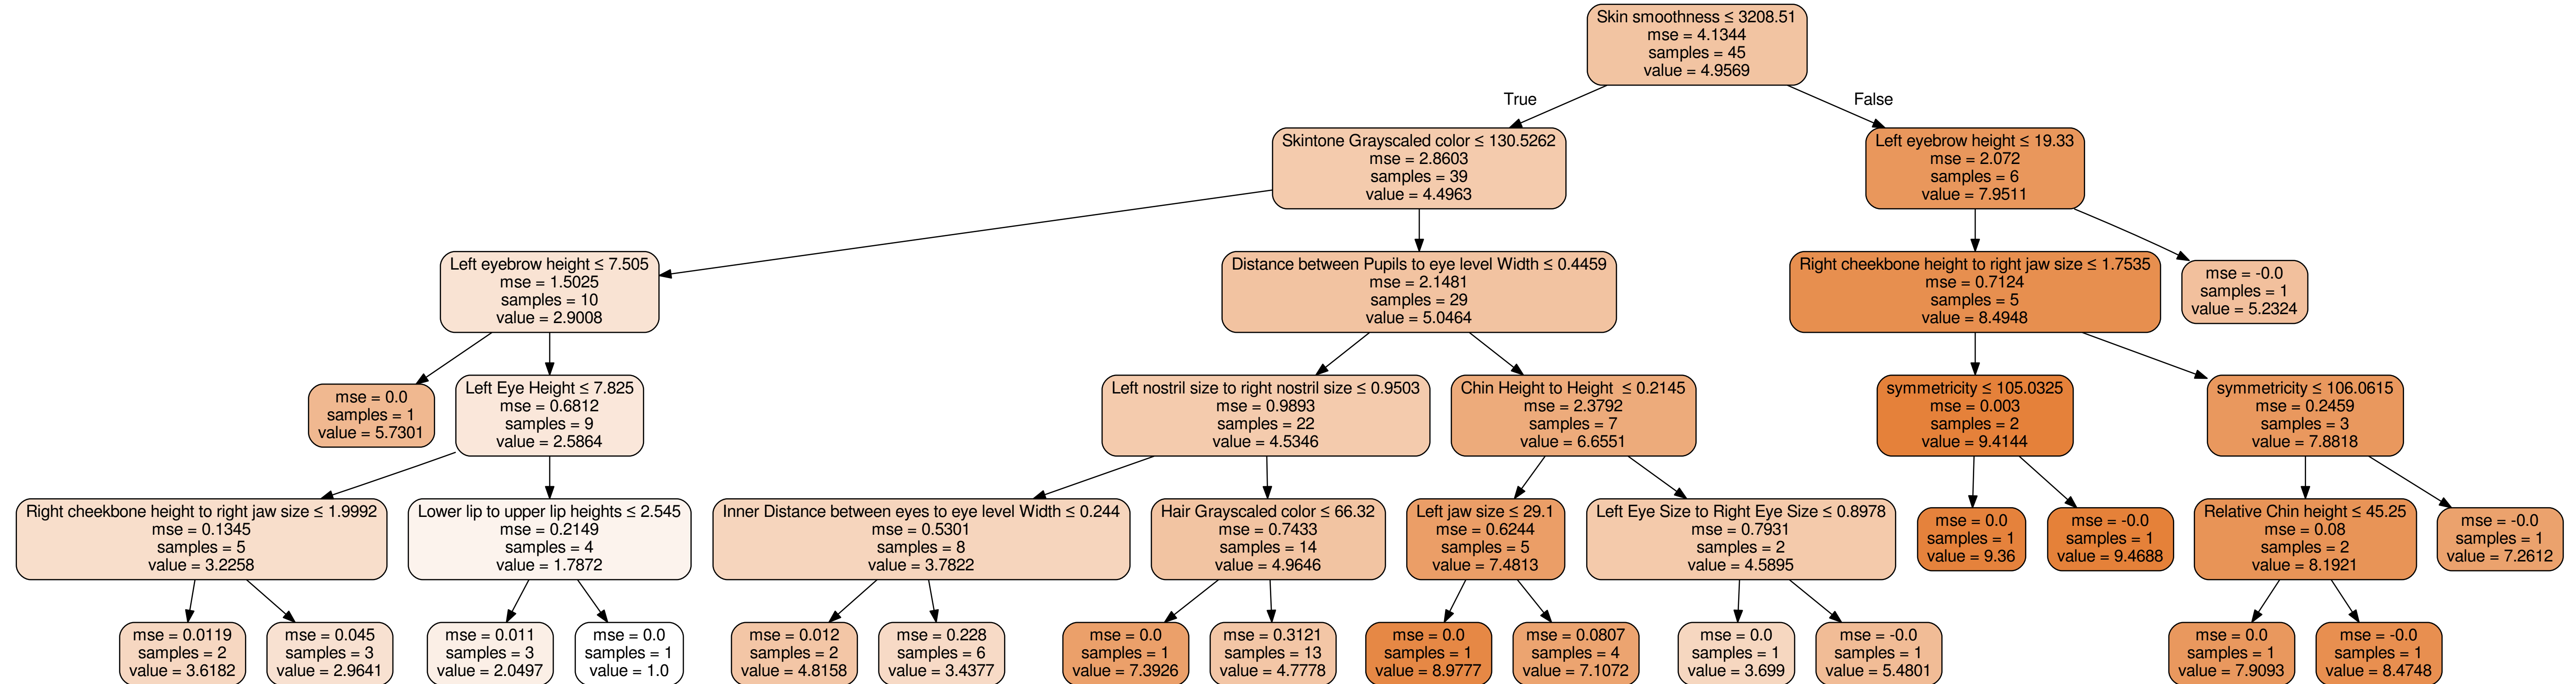 Skin smoothness ≤ 3208.51
mse = 4.1344
samples = 45
value = 4.9569
True
False
Skintone Grayscaled color ≤ 130.5262
mse = 2.8603
samples = 39
value = 4.4963
Left eyebrow height ≤ 19.33
mse = 2.072
samples = 6
value = 7.9511
Left eyebrow height ≤ 7.505
mse = 1.5025
samples = 10
value = 2.9008
Distance between Pupils to eye level Width ≤ 0.4459
mse = 2.1481
samples = 29
value = 5.0464
Right cheekbone height to right jaw size ≤ 1.7535
mse = 0.7124
samples = 5
value = 8.4948
mse = -0.0
samples = 1
value = 5.2324
mse = 0.0
samples = 1
value = 5.7301
Left Eye Height ≤ 7.825
mse = 0.6812
samples = 9
value = 2.5864
Left nostril size to right nostril size ≤ 0.9503
mse = 0.9893
samples = 22
value = 4.5346
Chin Height to Height ≤ 0.2145
mse = 2.3792
samples = 7
value = 6.6551
symmetricity ≤ 105.0325
mse = 0.003
samples = 2
value = 9.4144
symmetricity ≤ 106.0615
mse = 0.2459
samples = 3
value = 7.8818
Right cheekbone height to right jaw size ≤ 1.9992
mse = 0.1345
samples = 5
value = 3.2258
Lower lip to upper lip heights ≤ 2.545
mse = 0.2149
samples = 4
value = 1.7872
Inner Distance between eyes to eye level Width ≤ 0.244
mse = 0.5301
samples = 8
value = 3.7822
Hair Grayscaled color ≤ 66.32
mse = 0.7433
samples = 14
value = 4.9646
Left jaw size ≤ 29.1
mse = 0.6244
samples = 5
value = 7.4813
Left Eye Size to Right Eye Size ≤ 0.8978
mse = 0.7931
samples = 2
value = 4.5895
mse = 0.0
samples = 1
value = 9.36
mse = -0.0
samples = 1
value = 9.4688
Relative Chin height ≤ 45.25
mse = 0.08
samples = 2
value = 8.1921
mse = -0.0
samples = 1
value = 7.2612
mse = 0.0119
samples = 2
value = 3.6182
mse = 0.045
samples = 3
value = 2.9641
mse = 0.011
samples = 3
value = 2.0497
mse = 0.0
samples = 1
value = 1.0
mse = 0.012
samples = 2
value = 4.8158
mse = 0.228
samples = 6
value = 3.4377
mse = 0.0
samples = 1
value = 7.3926
mse = 0.3121
samples = 13
value = 4.7778
mse = 0.0
samples = 1
value = 8.9777
mse = 0.0807
samples = 4
value = 7.1072
mse = 0.0
samples = 1
value = 3.699
mse = -0.0
samples = 1
value = 5.4801
mse = 0.0
samples = 1
value = 7.9093
mse = -0.0
samples = 1
value = 8.4748